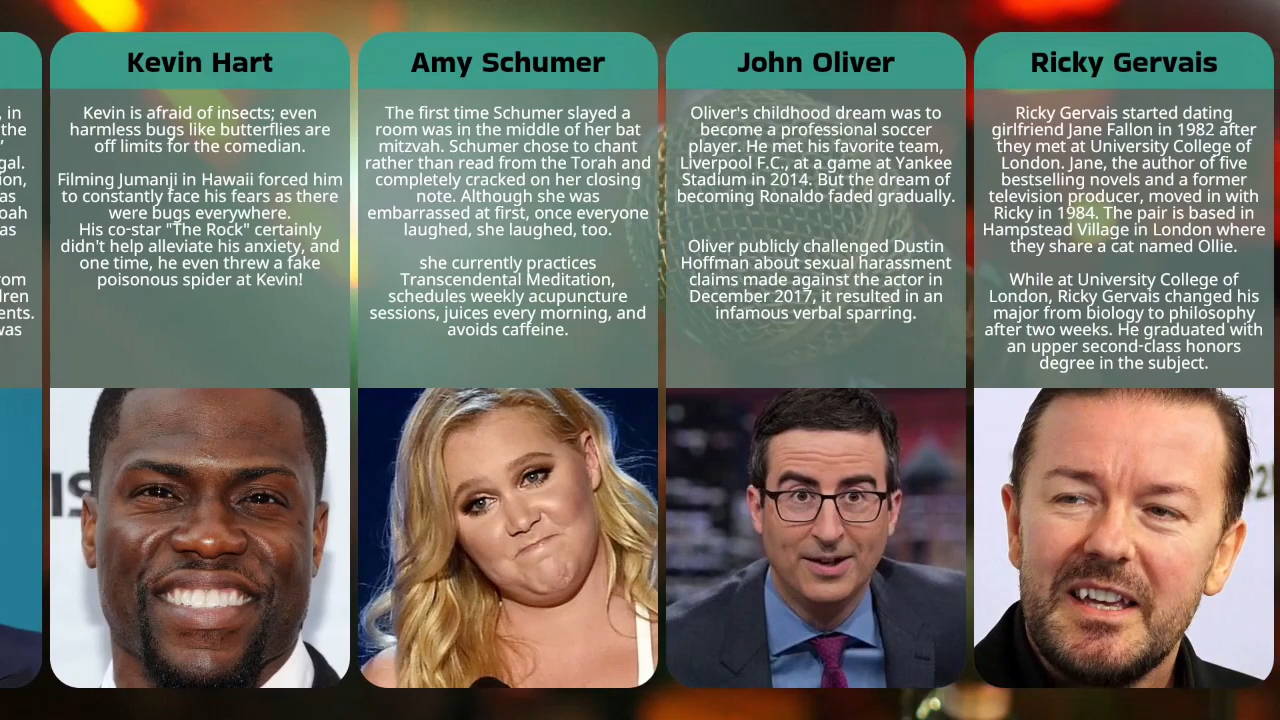 , in
the
’
gal.
ion,
as
oah
as
rom
dren
ents.
was
Kevin Hart
Kevin is afraid of insects; even
harmless bugs like butterflies are
off limits for the comedian.
Filming Jumanji in Hawaii forced him
to constantly face his fears as there
were bugs everywhere.
His co-star "The Rock" certainly
didn't help alleviate his anxiety, and
one time, he even threw a fake
poisonous spider at Kevin!
IS
Amy Schumer
The first time Schumer slayed a
room was in the middle of her bat
mitzvah. Schumer chose to chant
rather than read from the Torah and
completely cracked on her closing
note. Although she was
embarrassed at first, once everyone
laughed, she laughed, too.
she currently practices
Transcendental Meditation,
schedules weekly acupuncture
sessions, juices every morning, and
avoids caffeine.
John Oliver
Oliver's childhood dream was to
become a professional soccer
player. He met his favorite team,
Liverpool F.C., at a game at Yankee
Stadium in 2014. But the dream of
becoming Ronaldo faded gradually.
Oliver publicly challenged Dustin
Hoffman about sexual harassment
claims made against the actor in
December 2017, it resulted in an
infamous verbal sparring.
Ricky Gervais
Ricky Gervais started dating
girlfriend Jane Fallon in 1982 after
they met at University College of
London. Jane, the author of five
bestselling novels and a former
television producer, moved in with
Ricky in 1984. The pair is based in
Hampstead Village in London where
they share a cat named Ollie.
While at University College of
London, Ricky Gervais changed his
major from biology to philosophy
after two weeks. He graduated with
an upper second-class honors
degree in the subject.